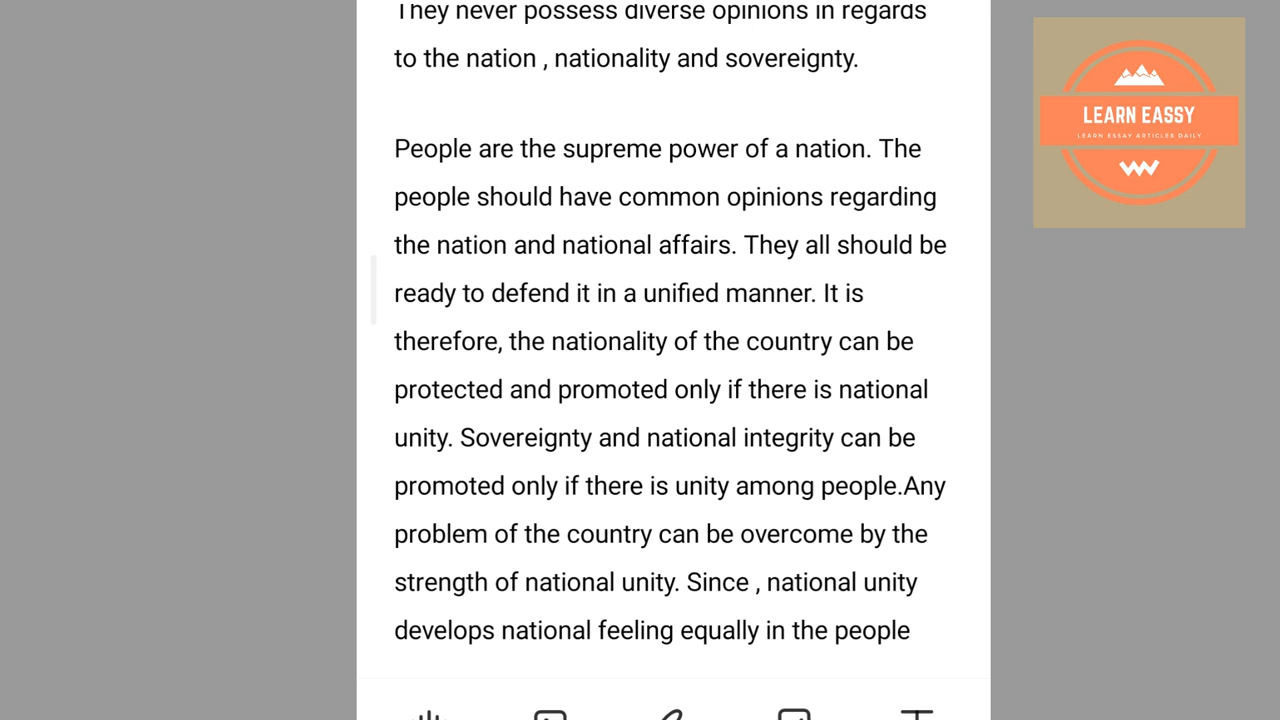 They never possess diverse opinions in regards
to the nation , nationality and sovereignty.
People are the supreme power of a nation. The
people should have common opinions regarding
the nation and national affairs. They all should be
ready to defend it in a unified manner. It is
therefore, the nationality of the country can be
protected and promoted only if there is national
unity. Sovereignty and national integrity can be
promoted only if there is unity among people.Any
problem of the country can be overcome by the
strength of national unity. Since , national unity
develops national feeling equally in the people
LEARN EASSY
LEARN ESSAY ARTICLES DAILY